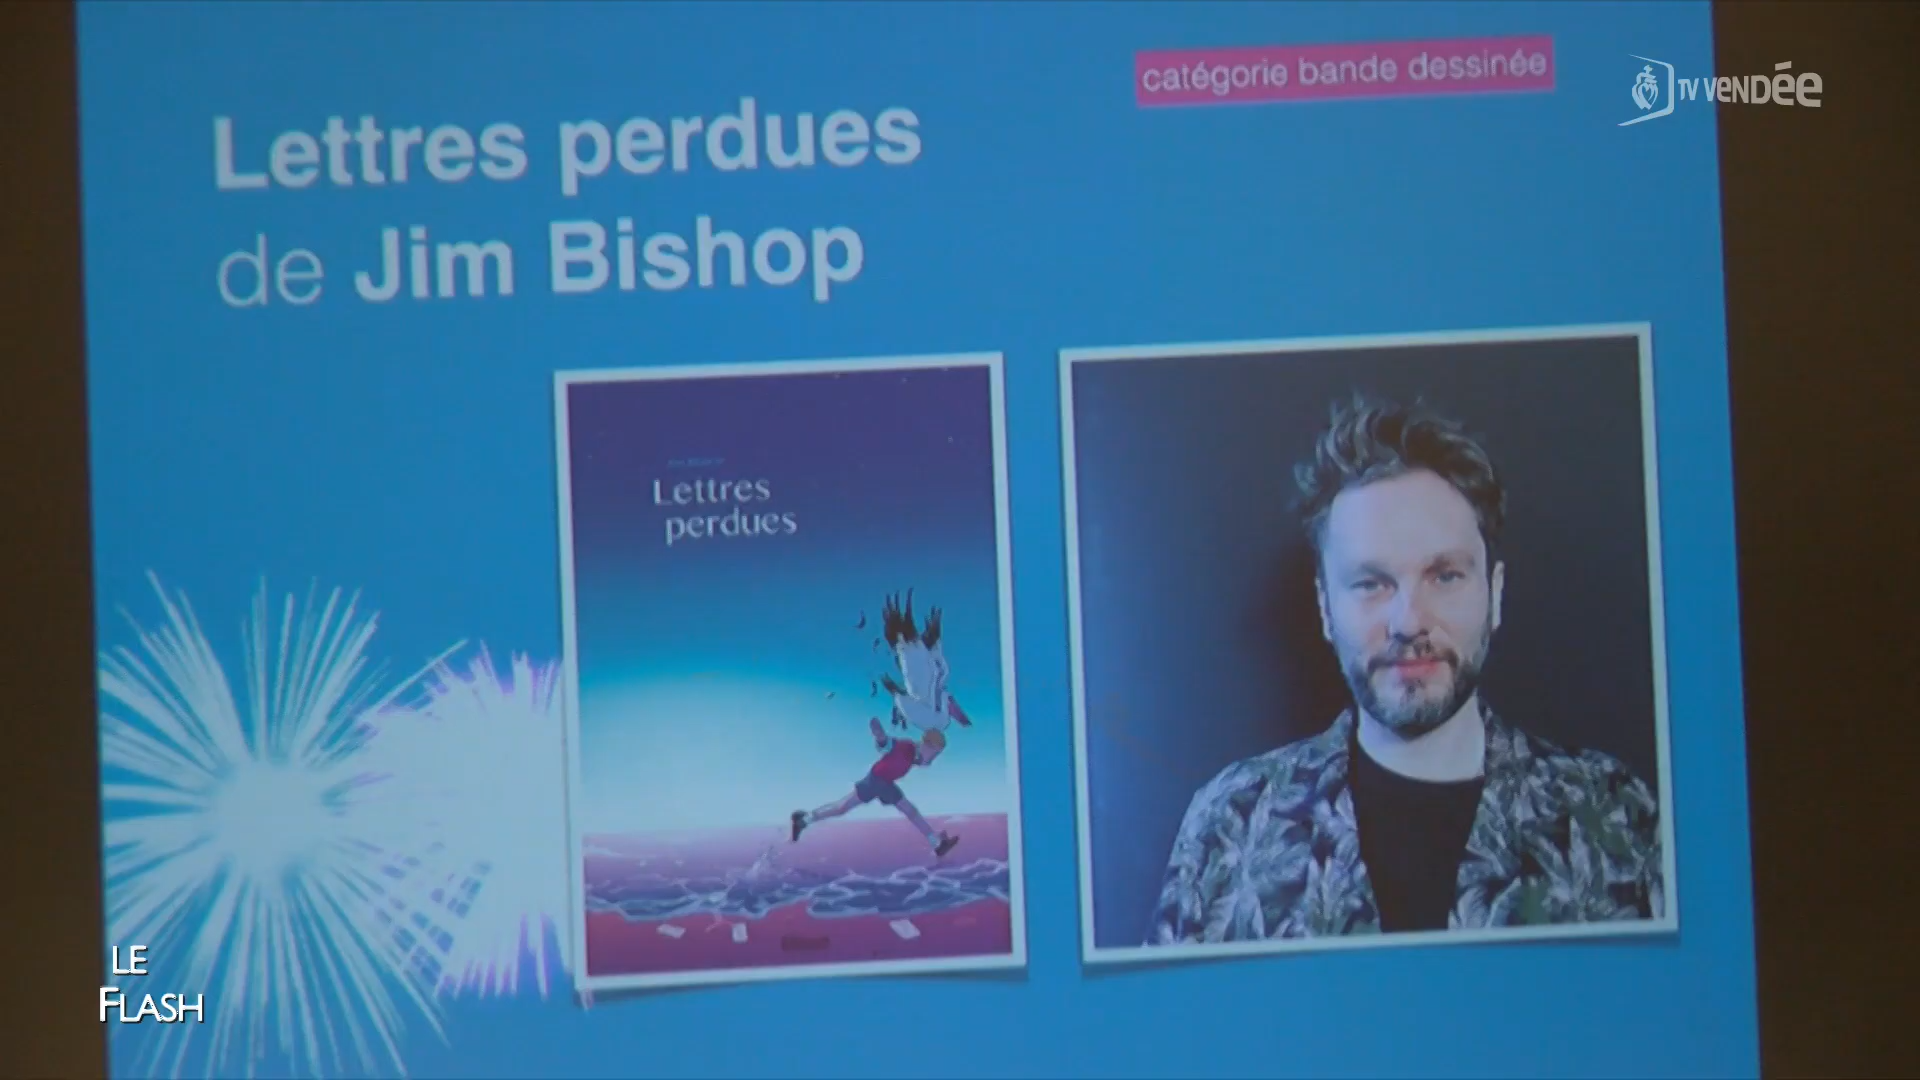 catégorie bande dessinée
TV VENDÉE
Lettres perdues
de Jim Bishop
Lettres
perdues
LE
FLASH